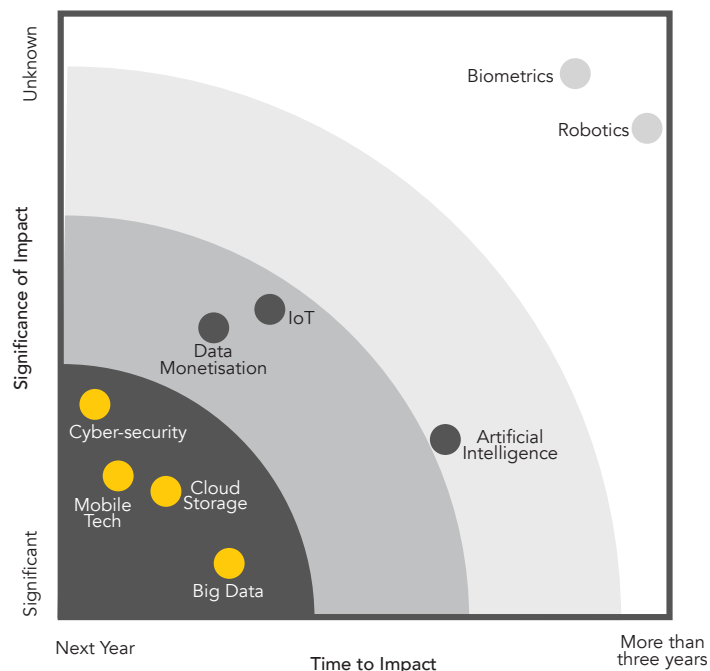 Unknown
Significance of Impact
Significant
Biometrics
Robotics
IoT
Data
Monetisation
Cyber-security
Artificial
Intelligence
Mobile
Tech
Cloud
Storage
Big Data
Next Year
Time to Impact
More than
three years